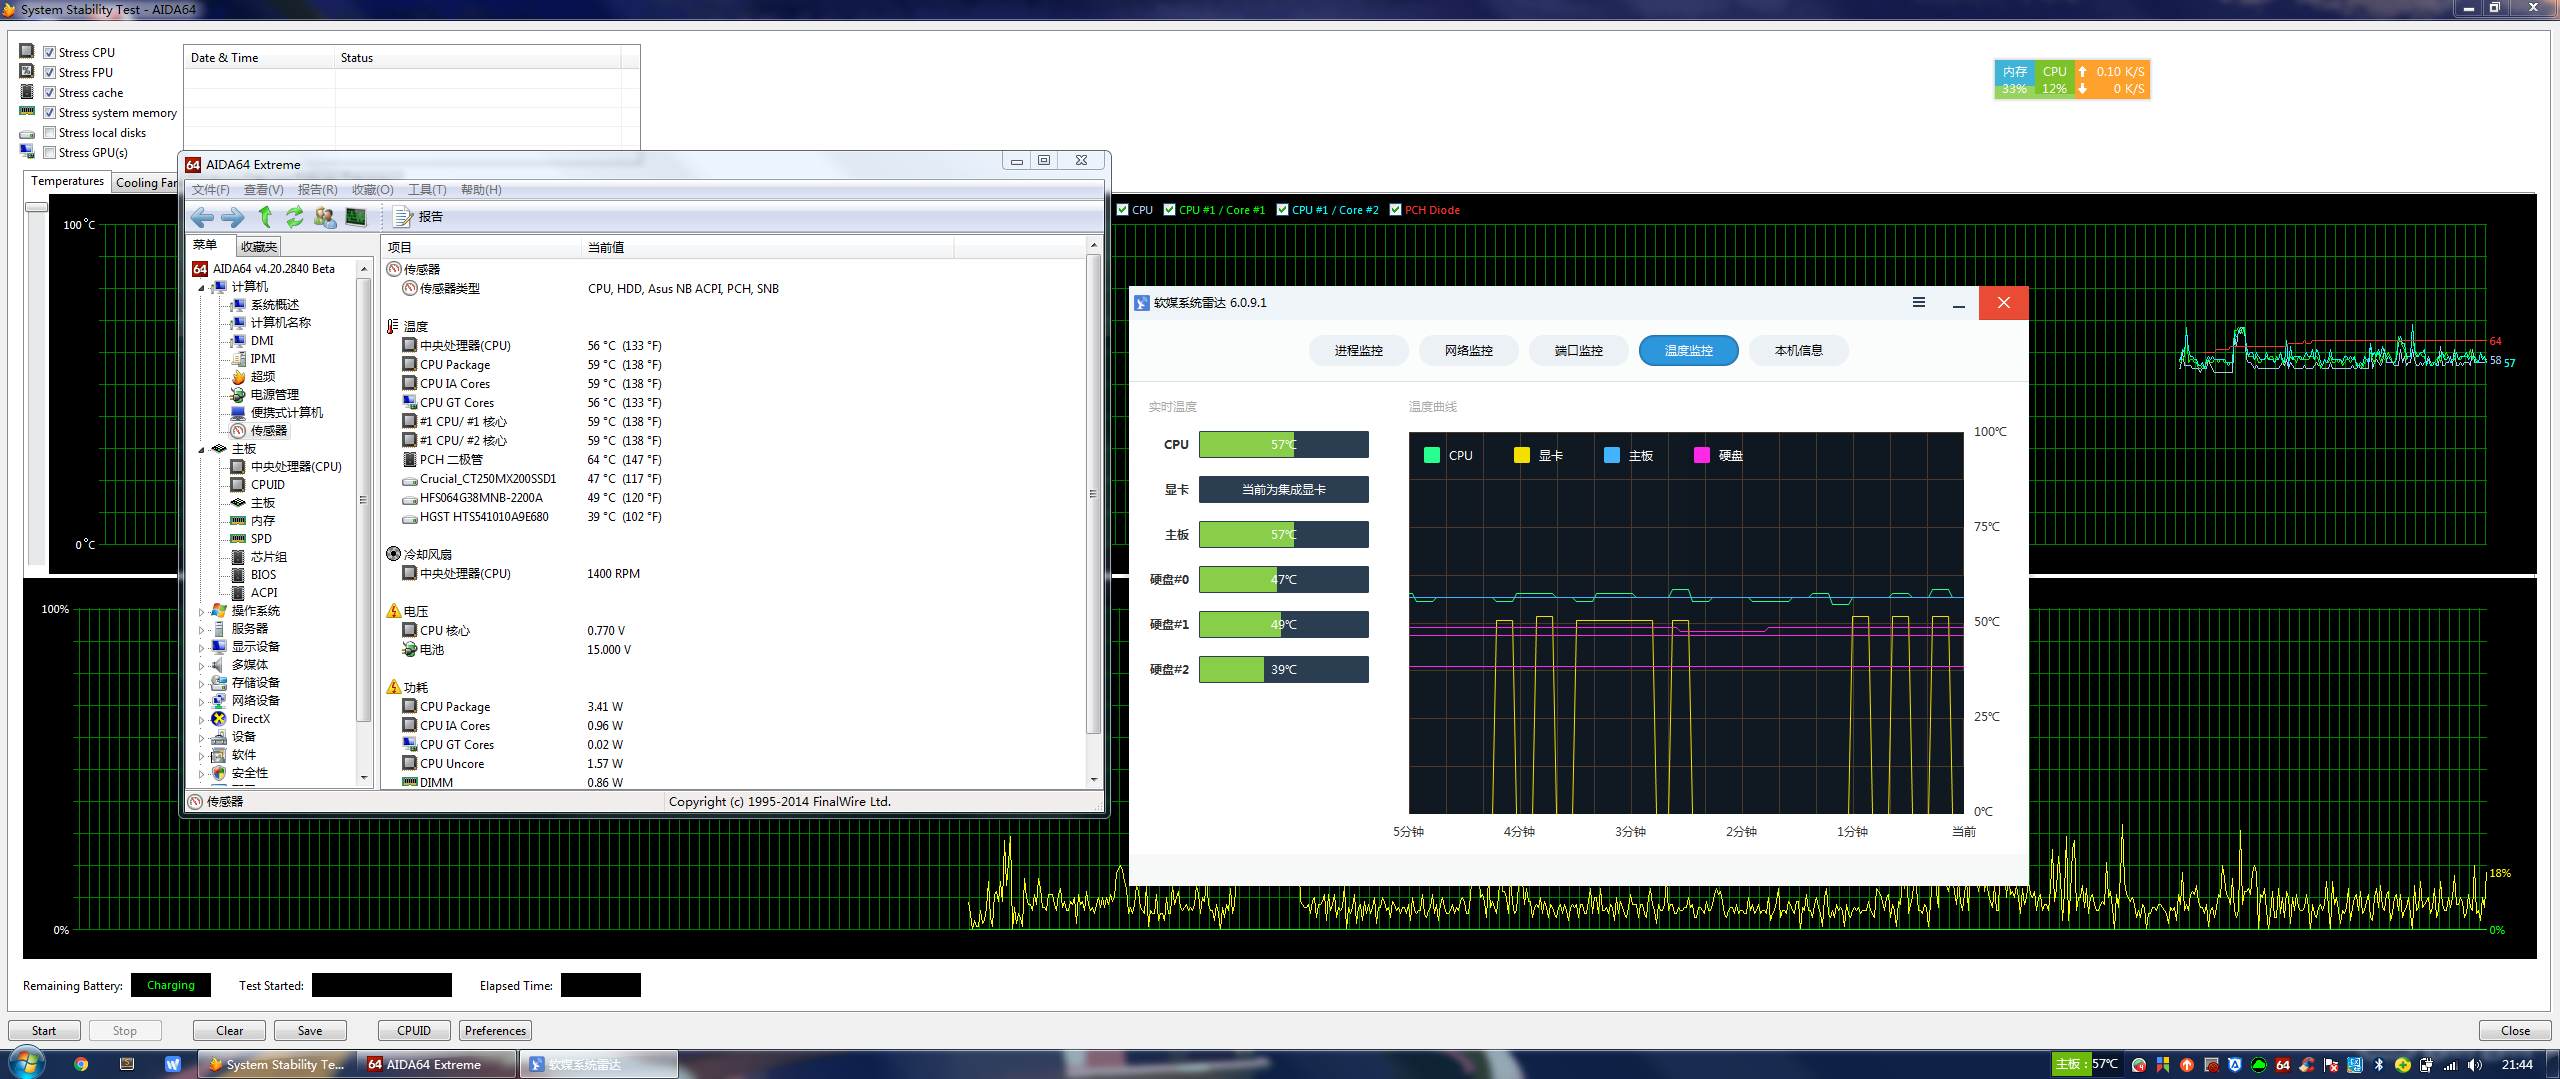 System Stability Test - AIDA64
Stress CPU
Stress FPU
Stress cache
Stress system memory
Stress local disks
Stress GPU(s)
Date & Time Status
内存 CPU 0.10 K/S
33% 12% 0 K/S
Temperatures Cooling Fan
100°C
0°C
CPU CPU #1 / Core #1 CPU #1 / Core #2 PCH Diode
64
58 57
AIDA64 Extreme
文件(F) 查看(V) 报告(R) 收藏(O) 工具(T) 帮助(H)
报告
菜单 收藏夹
AIDA64 v4.20.2840 Beta
计算机
系统概述
计算机名称
DMI
IPMI
超频
电源管理
便携式计算机
传感器
主板
中央处理器(CPU)
CPUID
主板
内存
SPD
芯片组
BIOS
ACPI
操作系统
服务器
显示设备
多媒体
存储设备
网络设备
DirectX
设备
软件
安全性
项目 当前值
传感器
传感器类型 CPU, HDD, Asus NB ACPI, PCH, SNB
温度
中央处理器(CPU) 56 °C (133 °F)
CPU Package 59 °C (138 °F)
CPU IA Cores 59 °C (138 °F)
CPU GT Cores 56 °C (133 °F)
#1 CPU/ #1 核心 59 °C (138 °F)
#1 CPU/ #2 核心 59 °C (138 °F)
PCH 二极管 64 °C (147 °F)
Crucial_CT250MX200SSD1 47 °C (117 °F)
HFS064G38MNB-2200A 49 °C (120 °F)
HGST HTS541010A9E680 39 °C (102 °F)
冷却风扇
中央处理器(CPU) 1400 RPM
电压
CPU 核心 0.770 V
电池 15.000 V
功耗
CPU Package 3.41 W
CPU IA Cores 0.96 W
CPU GT Cores 0.02 W
CPU Uncore 1.57 W
DIMM 0.86 W
传感器 Copyright (c) 1995-2014 FinalWire Ltd.
软媒系统雷达 6.0.9.1
进程监控 网络监控 端口监控 温度监控 本机信息
实时温度 温度曲线
CPU 57℃
显卡 当前为集成显卡
主板 57℃
硬盘#0 47℃
硬盘#1 49℃
硬盘#2 39℃
CPU 显卡 主板 硬盘
100℃
75℃
50℃
25℃
0℃
5分钟 4分钟 3分钟 2分钟 1分钟 当前
100%
0%
18%
0%
Remaining Battery: Charging Test Started: Elapsed Time:
Start Stop Clear Save CPUID Preferences Close
System Stability Te... AIDA64 Extreme 软媒系统雷达
主板 : 57℃ 21:44